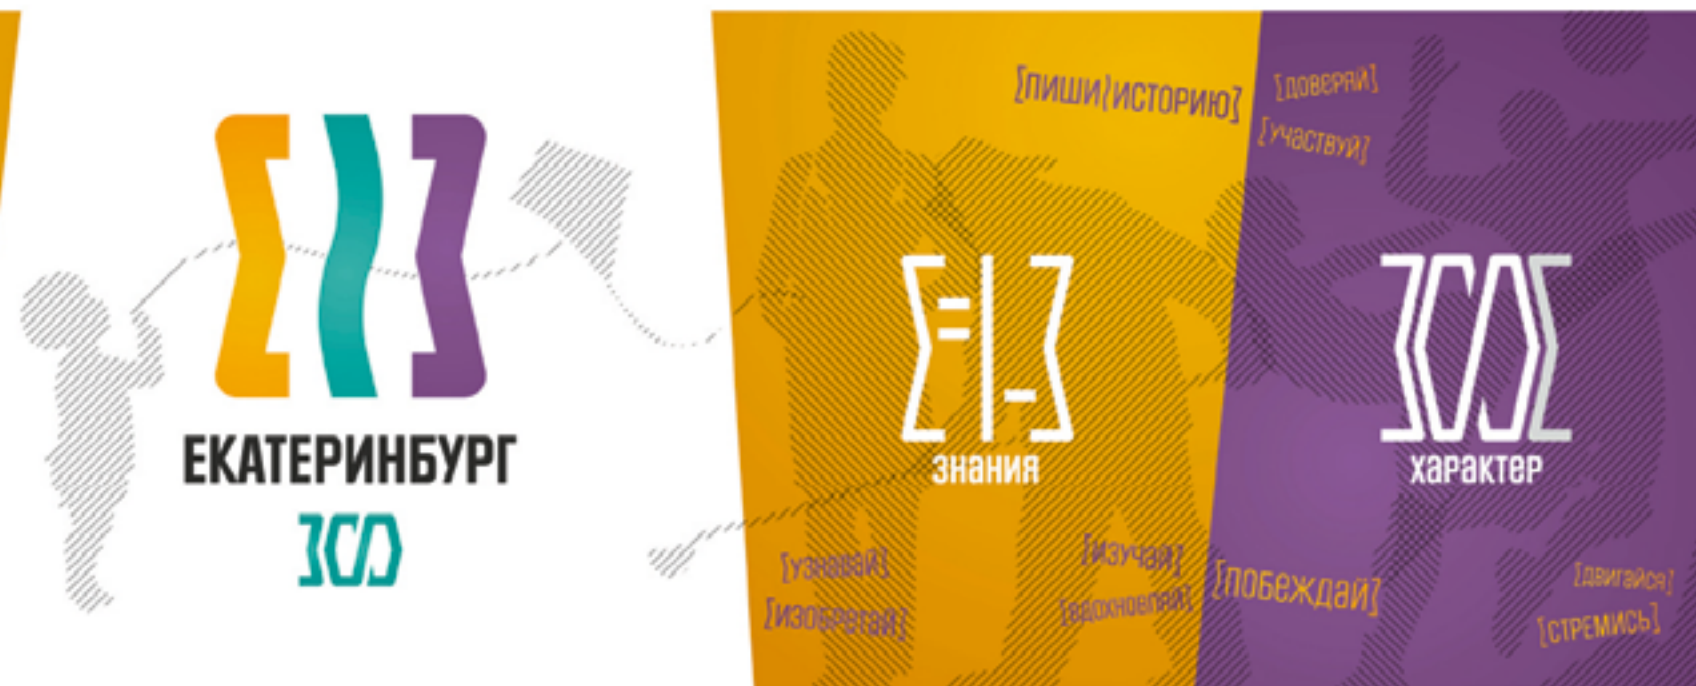 ЕКАТЕРИНБУРГ
300
[пиши|историю]
знания
[узнавай]
[изобретай]
[изучай]
[вдохновляй]
[доверяй]
[участвуй]
характер
[побеждай]
[двигайся]
[стремись]